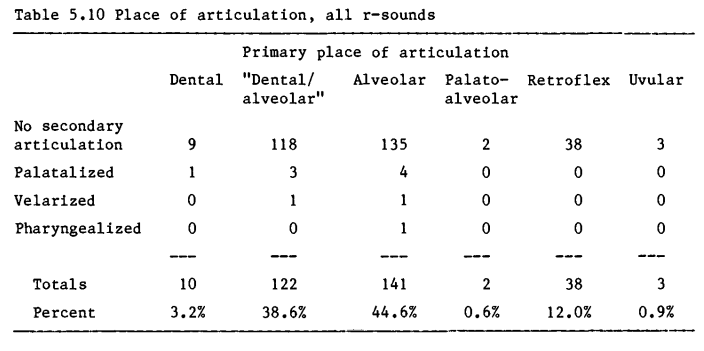 Table 5.10 Place of articulation, all r-sounds
Primary place of articulation
Dental "Dental/ Alveolar Palato- Retroflex Uvular
alveolar" alveolar
No secondary
articulation 9 118 135 2 38 3
Palatalized 1 3 4 0 0 0
Velarized 0 1 1 0 0 0
Pharyngealized 0 0 1 0 0 0
--- --- --- --- --- ---
Totals 10 122 141 2 38 3
Percent 3.2% 38.6% 44.6% 0.6% 12.0% 0.9%